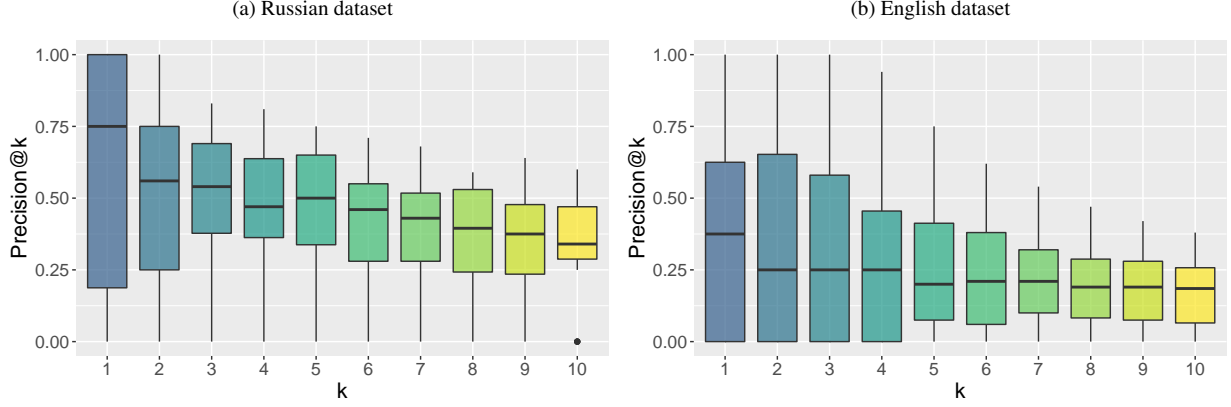 (a) Russian dataset
Precision@k
1.00
0.75
0.50
0.25
0.00
1 2 3 4 5 6 7 8 9 10
k
(b) English dataset
Precision@k
1.00
0.75
0.50
0.25
0.00
1 2 3 4 5 6 7 8 9 10
k